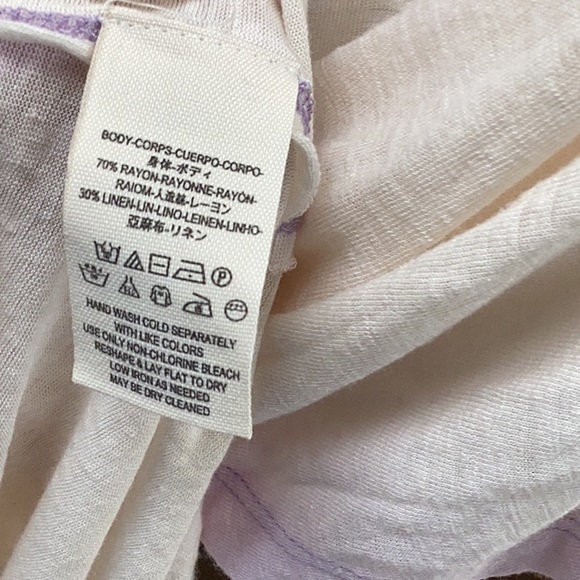 BODY-CORPS-CUERPO-CORPO-
身体-ボディ
70% RAYON-RAYONNE-RAYÓN-
RAIOM-人造絲-レーヨン
30% LINEN-LIN-LINO-LEINEN-LINHO-
亞麻布-リネン
HAND WASH COLD SEPARATELY
WITH LIKE COLORS
USE ONLY NON-CHLORINE BLEACH
RESHAPE & LAY FLAT TO DRY
LOW IRON AS NEEDED
MAY BE DRY CLEANED